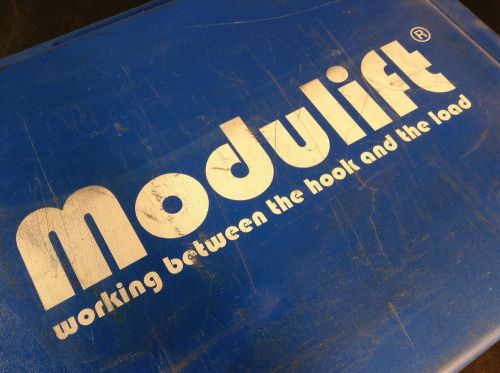 Modulift®
working between the hook and the load